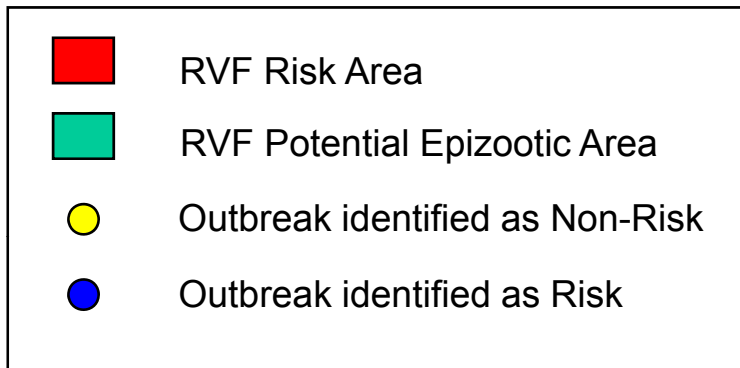 RVF Risk Area
RVF Potential Epizootic Area
Outbreak identified as Non-Risk
Outbreak identified as Risk